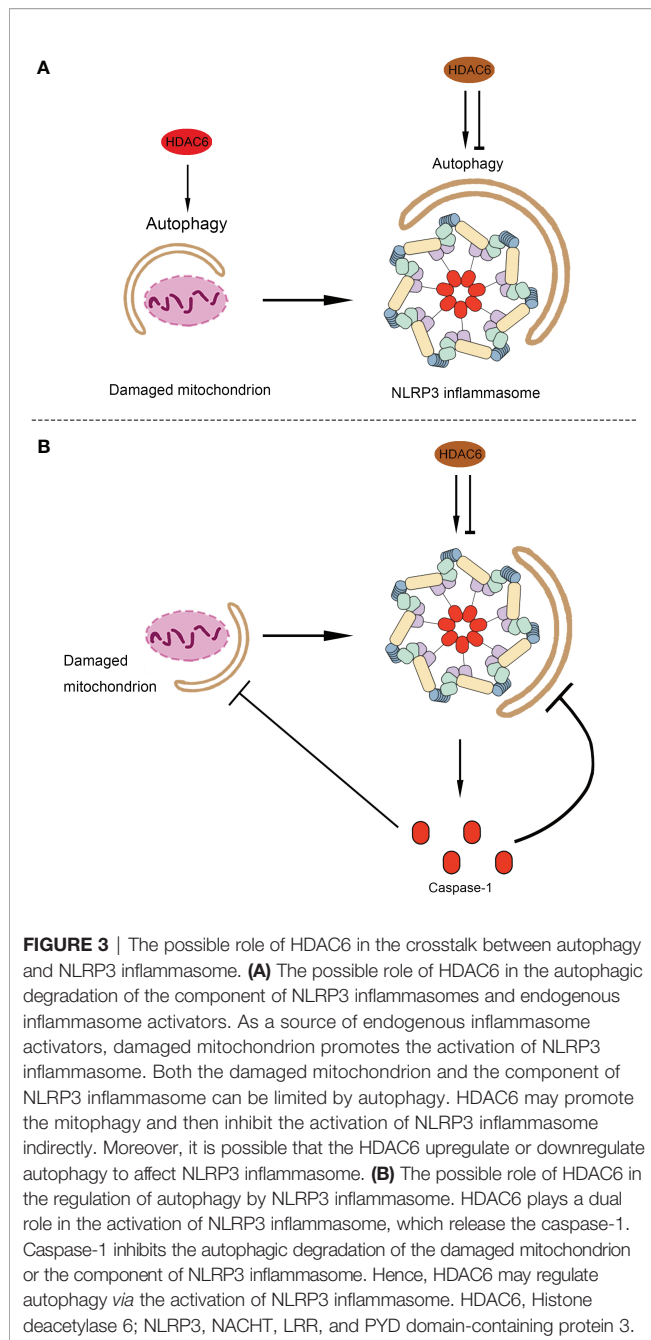 A
HDAC6
HDAC6
Autophagy
Autophagy
Damaged mitochondrion
NLRP3 inflammasome
B
HDAC6
Damaged
mitochondrion
Caspase-1
FIGURE 3 | The possible role of HDAC6 in the crosstalk between autophagy
and NLRP3 inflammasome. (A) The possible role of HDAC6 in the autophagic
degradation of the component of NLRP3 inflammasomes and endogenous
inflammasome activators. As a source of endogenous inflammasome
activators, damaged mitochondrion promotes the activation of NLRP3
inflammasome. Both the damaged mitochondrion and the component of
NLRP3 inflammasome can be limited by autophagy. HDAC6 may promote
the mitophagy and then inhibit the activation of NLRP3 inflammasome
indirectly. Moreover, it is possible that the HDAC6 upregulate or downregulate
autophagy to affect NLRP3 inflammasome. (B) The possible role of HDAC6 in
the regulation of autophagy by NLRP3 inflammasome. HDAC6 plays a dual
role in the activation of NLRP3 inflammasome, which release the caspase-1.
Caspase-1 inhibits the autophagic degradation of the damaged mitochondrion
or the component of NLRP3 inflammasome. Hence, HDAC6 may regulate
autophagy via the activation of NLRP3 inflammasome. HDAC6, Histone
deacetylase 6; NLRP3, NACHT, LRR, and PYD domain-containing protein 3.